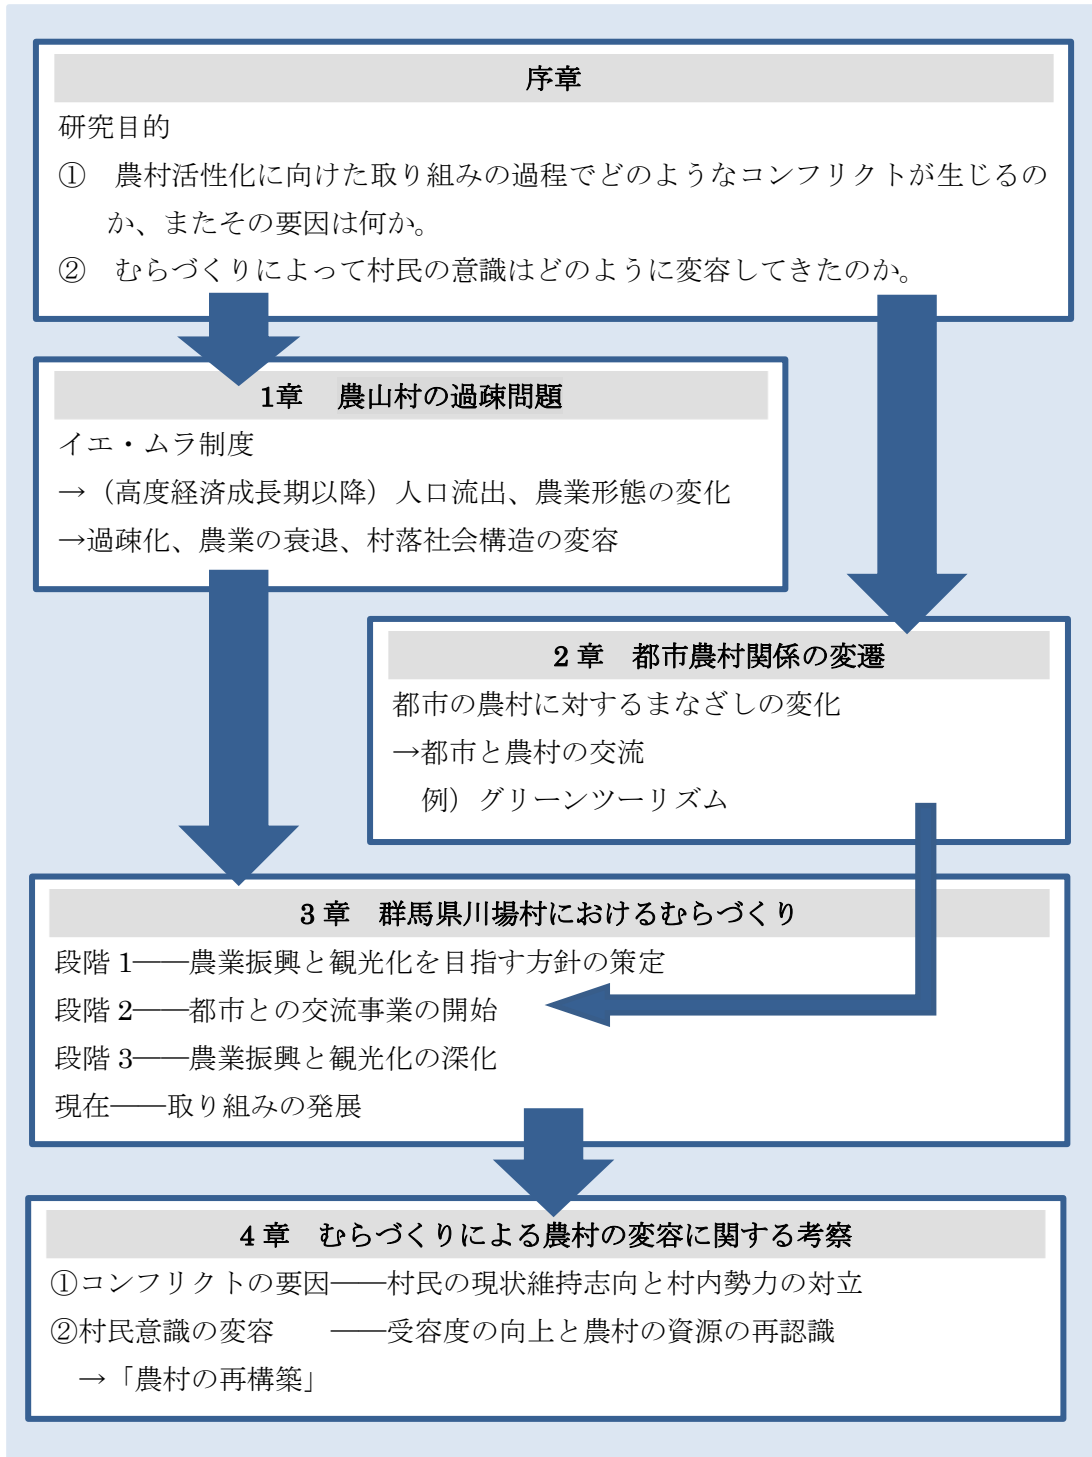 序章
研究目的
① 農村活性化に向けた取り組みの過程でどのようなコンフリクトが生じるの
か、またその要因は何か。
② むらづくりによって村民の意識はどのように変容してきたのか。
1章 農山村の過疎問題
イエ・ムラ制度
→（高度経済成長期以降）人口流出、農業形態の変化
→過疎化、農業の衰退、村落社会構造の変容
2 章 都市農村関係の変遷
都市の農村に対するまなざしの変化
→都市と農村の交流
例）グリーンツーリズム
3 章 群馬県川場村におけるむらづくり
段階 1――農業振興と観光化を目指す方針の策定
段階 2――都市との交流事業の開始
段階 3――農業振興と観光化の深化
現在――取り組みの発展
4 章 むらづくりによる農村の変容に関する考察
①コンフリクトの要因――村民の現状維持志向と村内勢力の対立
②村民意識の変容 ――受容度の向上と農村の資源の再認識
→「農村の再構築」